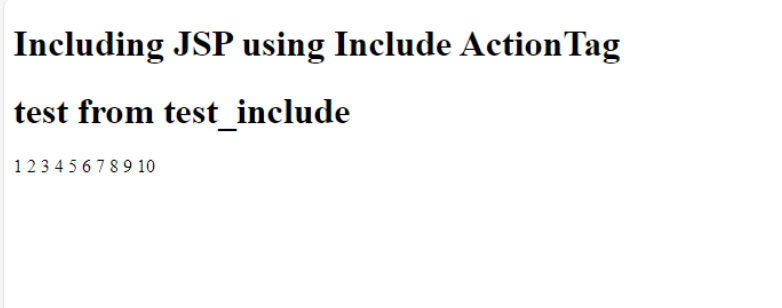 Including JSP using Include ActionTag
test from test_include
1 2 3 4 5 6 7 8 9 10